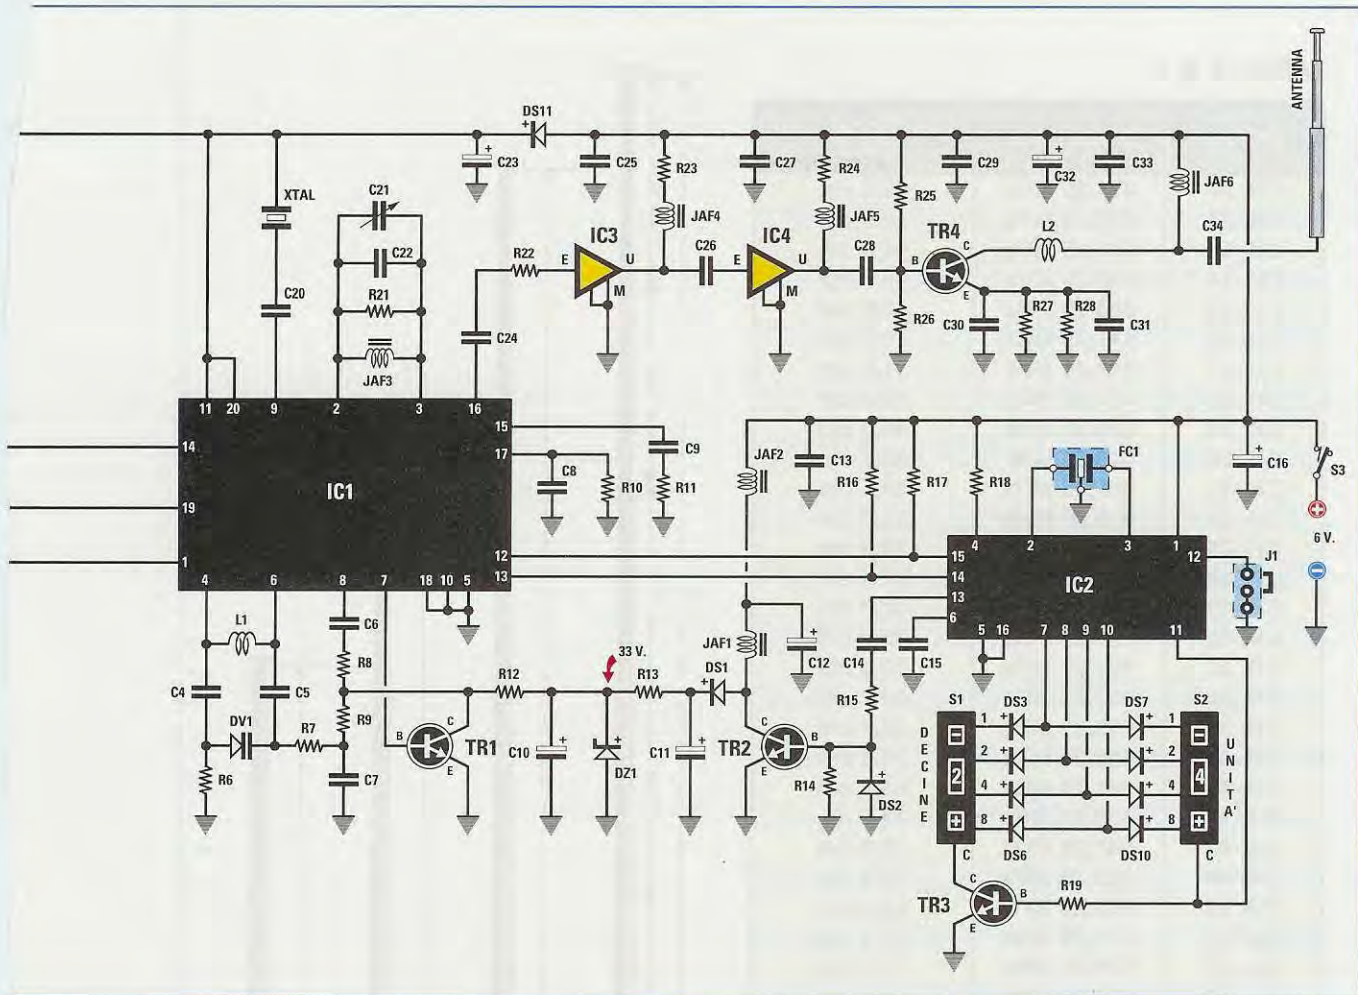 ANTENNA
DS11
+
+
+
C23
C25
R23
C27
R24
C29
C32
C33
XTAL
C21
R25
JAF6
JAF4
JAF5
IC3
IC4
TR4
L2
C34
C22
R22
E
U
C26
E
U
C28
B
C
M
M
E
C20
R21
R26
C30
R27
R28
C31
C24
JAF3
11
20
9
2
3
16
15
14
17
C9
JAF2
C13
FC1
+
C16
S3
IC1
C8
R10
R11
R16
R17
R18
19
6 V.
4
2
3
1
12
15
12
J1
1
13
14
4
6
8
7
18
10
5
13
IC2
6
5
16
7
8
9
10
11
L1
C6
JAF1
+
C12
C14
C15
R8
33 V.
C4
C5
R12
R13
+
DS1
R15
S1
DS3
DS7
S2
DV1
R7
R9
B
C
TR1
E
C10
+
+
DZ1
C11
+
TR2
C
B
E
R6
C7
R14
+
DS2
DECINE
2
1
+
+
1
2
+
+
2
4
+
+
4
8
+
+
8
4
UNITA'
C
DS6
DS10
C
TR3
C
B
E
R19